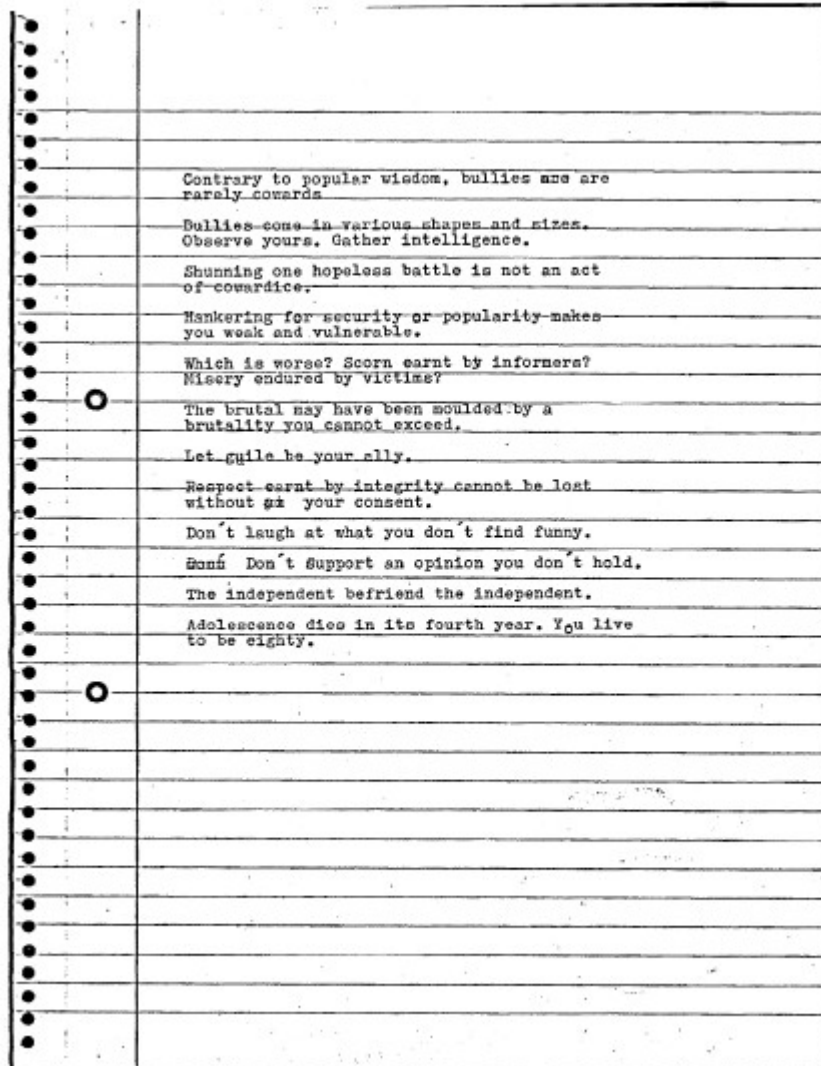 Contrary to popular wisdom, bullies are are
rarely cowards
Bullies come in various shapes and sizes.
Observe yours. Gather intelligence.
Shunning one hopeless battle is not an act
of cowardice.
Hankering for security or popularity makes
you weak and vulnerable.
Which is worse? Scorn earnt by informers?
Misery endured by victims?
The brutal may have been moulded by a
brutality you cannot exceed.
Let guile be your ally.
Respect earnt by integrity cannot be lost
without your consent.
Don't laugh at what you don't find funny.
Don't support an opinion you don't hold.
The independent befriend the independent.
Adolescence dies in its fourth year. You live
to be eighty.